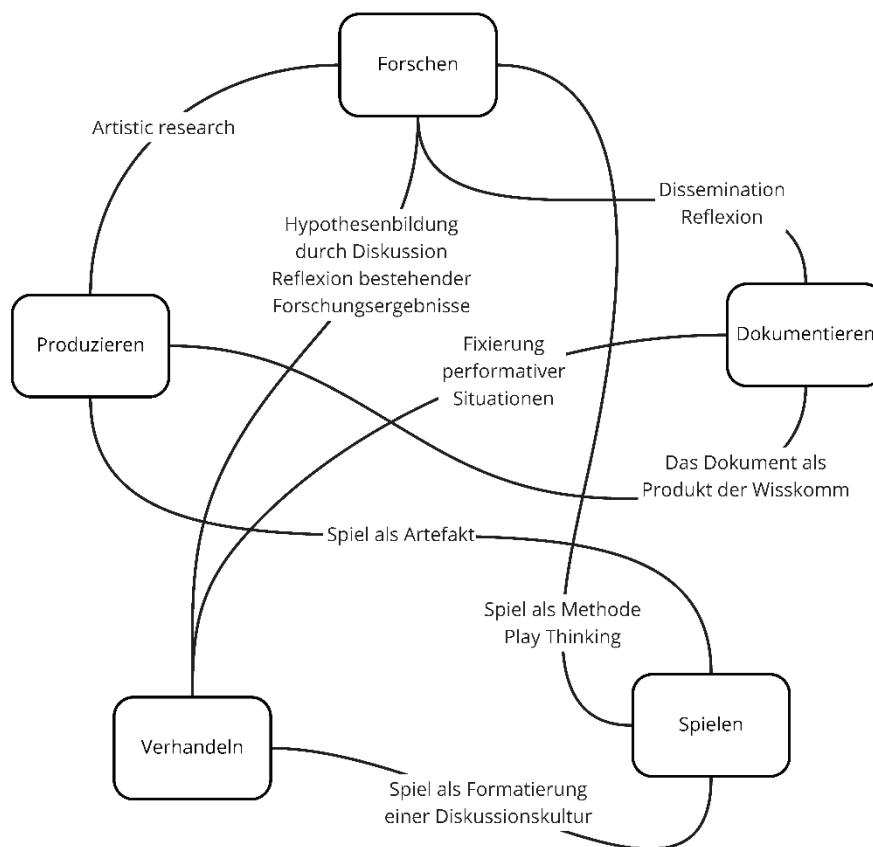 Forschen
Artistic research
Dissemination
Reflexion
Hypothesenbildung
durch Diskussion
Reflexion bestehender
Forschungsergebnisse
Produzieren
Dokumentieren
Fixierung
performativer
Situationen
Das Dokument als
Produkt der Wisskomm
Spiel als Artefakt
Spiel als Methode
Play Thinking
Spielen
Verhandeln
Spiel als Formatierung
einer Diskussionskultur